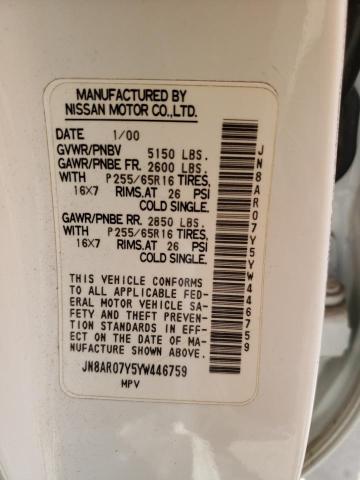 MANUFACTURED BY
NISSAN MOTOR CO.,LTD.
DATE 1/00
GVWR/PNBV 5150 LBS.
GAWR/PNBE FR. 2600 LBS.
WITH P255/65R16 TIRES,
16X7 RIMS,AT 26 PSI
COLD SINGLE.
GAWR/PNBE RR. 2850 LBS.
WITH P255/65R16 TIRES,
16X7 RIMS,AT 26 PSI
COLD SINGLE.
THIS VEHICLE CONFORMS
TO ALL APPLICABLE FED-
ERAL MOTOR VEHICLE SA-
FETY AND THEFT PREVEN-
TION STANDARDS IN EFF-
ECT ON THE DATE OF MA-
NUFACTURE SHOWN ABOVE.
JN8AR07Y5YW446759
MPV
JN8AR07Y5YW446759